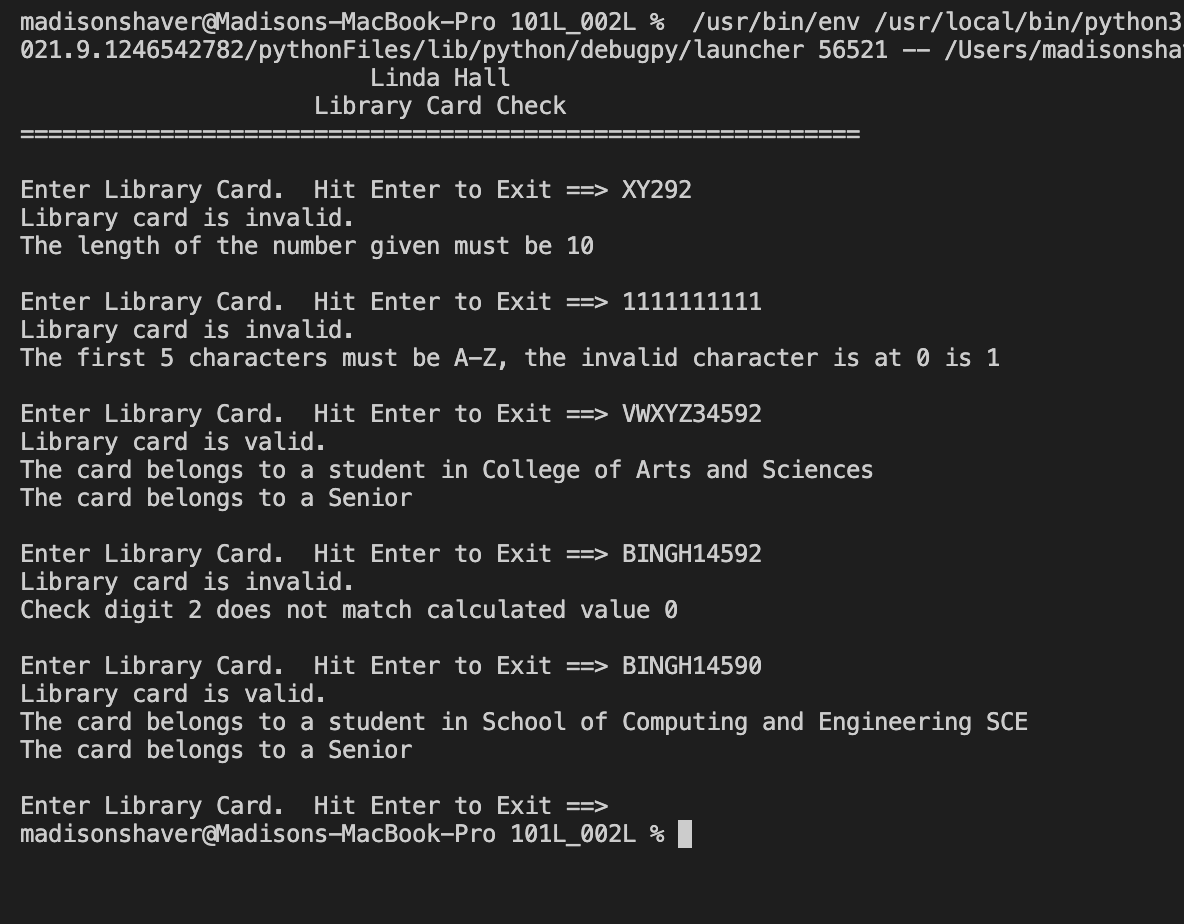 madisonshaver@Madisons-MacBook-Pro 101L_002L %  /usr/bin/env /usr/local/bin/python3
021.9.1246542782/pythonFiles/lib/python/debugpy/launcher 56521 -- /Users/madisonsha
Linda Hall
Library Card Check
============================================================
Enter Library Card.  Hit Enter to Exit ==> XY292
Library card is invalid.
The length of the number given must be 10
Enter Library Card.  Hit Enter to Exit ==> 1111111111
Library card is invalid.
The first 5 characters must be A-Z, the invalid character is at 0 is 1
Enter Library Card.  Hit Enter to Exit ==> VWXYZ34592
Library card is valid.
The card belongs to a student in College of Arts and Sciences
The card belongs to a Senior
Enter Library Card.  Hit Enter to Exit ==> BINGH14592
Library card is invalid.
Check digit 2 does not match calculated value 0
Enter Library Card.  Hit Enter to Exit ==> BINGH14590
Library card is valid.
The card belongs to a student in School of Computing and Engineering SCE
The card belongs to a Senior
Enter Library Card.  Hit Enter to Exit ==>
madisonshaver@Madisons-MacBook-Pro 101L_002L %